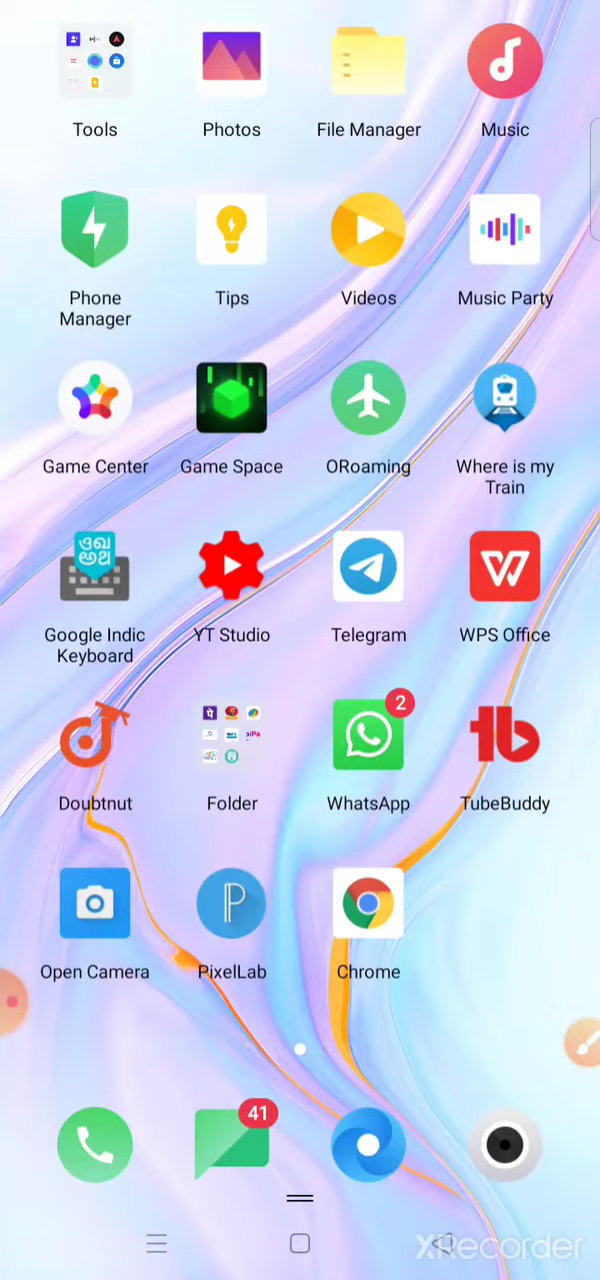 Tools
Photos
File Manager
Music
Phone
Manager
Tips
Videos
Music Party
Game Center
Game Space
ORoaming
Where is my
Train
ଓଖ
ଅଥ
Google Indic
Keyboard
YT Studio
Telegram
WPS Office
2
Doubtnut
Folder
WhatsApp
TubeBuddy
Open Camera
PixelLab
Chrome
41
XRecorder